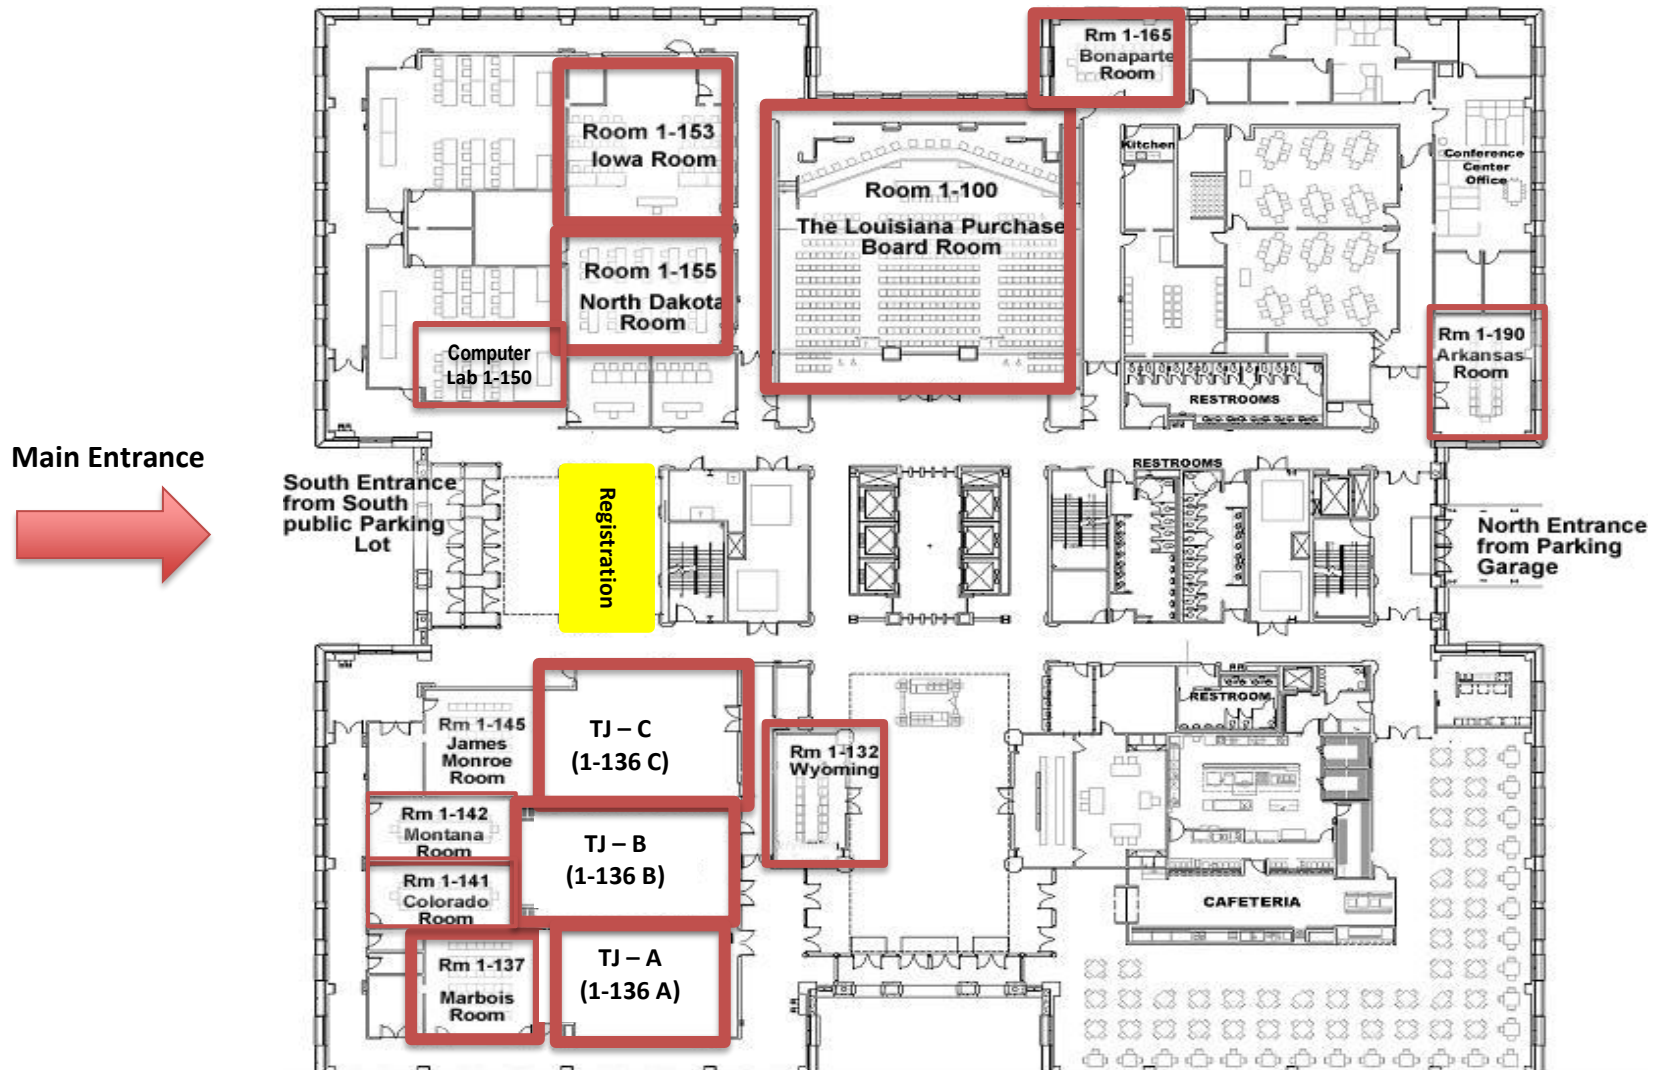 Rm 1-165
Bonaparte
Room
Room 1-153
Iowa Room
Room 1-100
The Louisiana Purchase
Board Room
Kitchen
Conference
Center
Office
Room 1-155
North Dakota
Room
Computer
Lab 1-150
Rm 1-190
Arkansas
Room
RESTROOMS
Main Entrance
South Entrance
from South
public Parking
Lot
Registration
RESTROOMS
North Entrance
from Parking
Garage
Rm 1-145
James
Monroe
Room
TJ – C
(1-136 C)
Rm 1-132
Wyoming
RESTROOM
Rm 1-142
Montana
Room
TJ – B
(1-136 B)
Rm 1-141
Colorado
Room
CAFETERIA
Rm 1-137
Marbois
Room
TJ – A
(1-136 A)